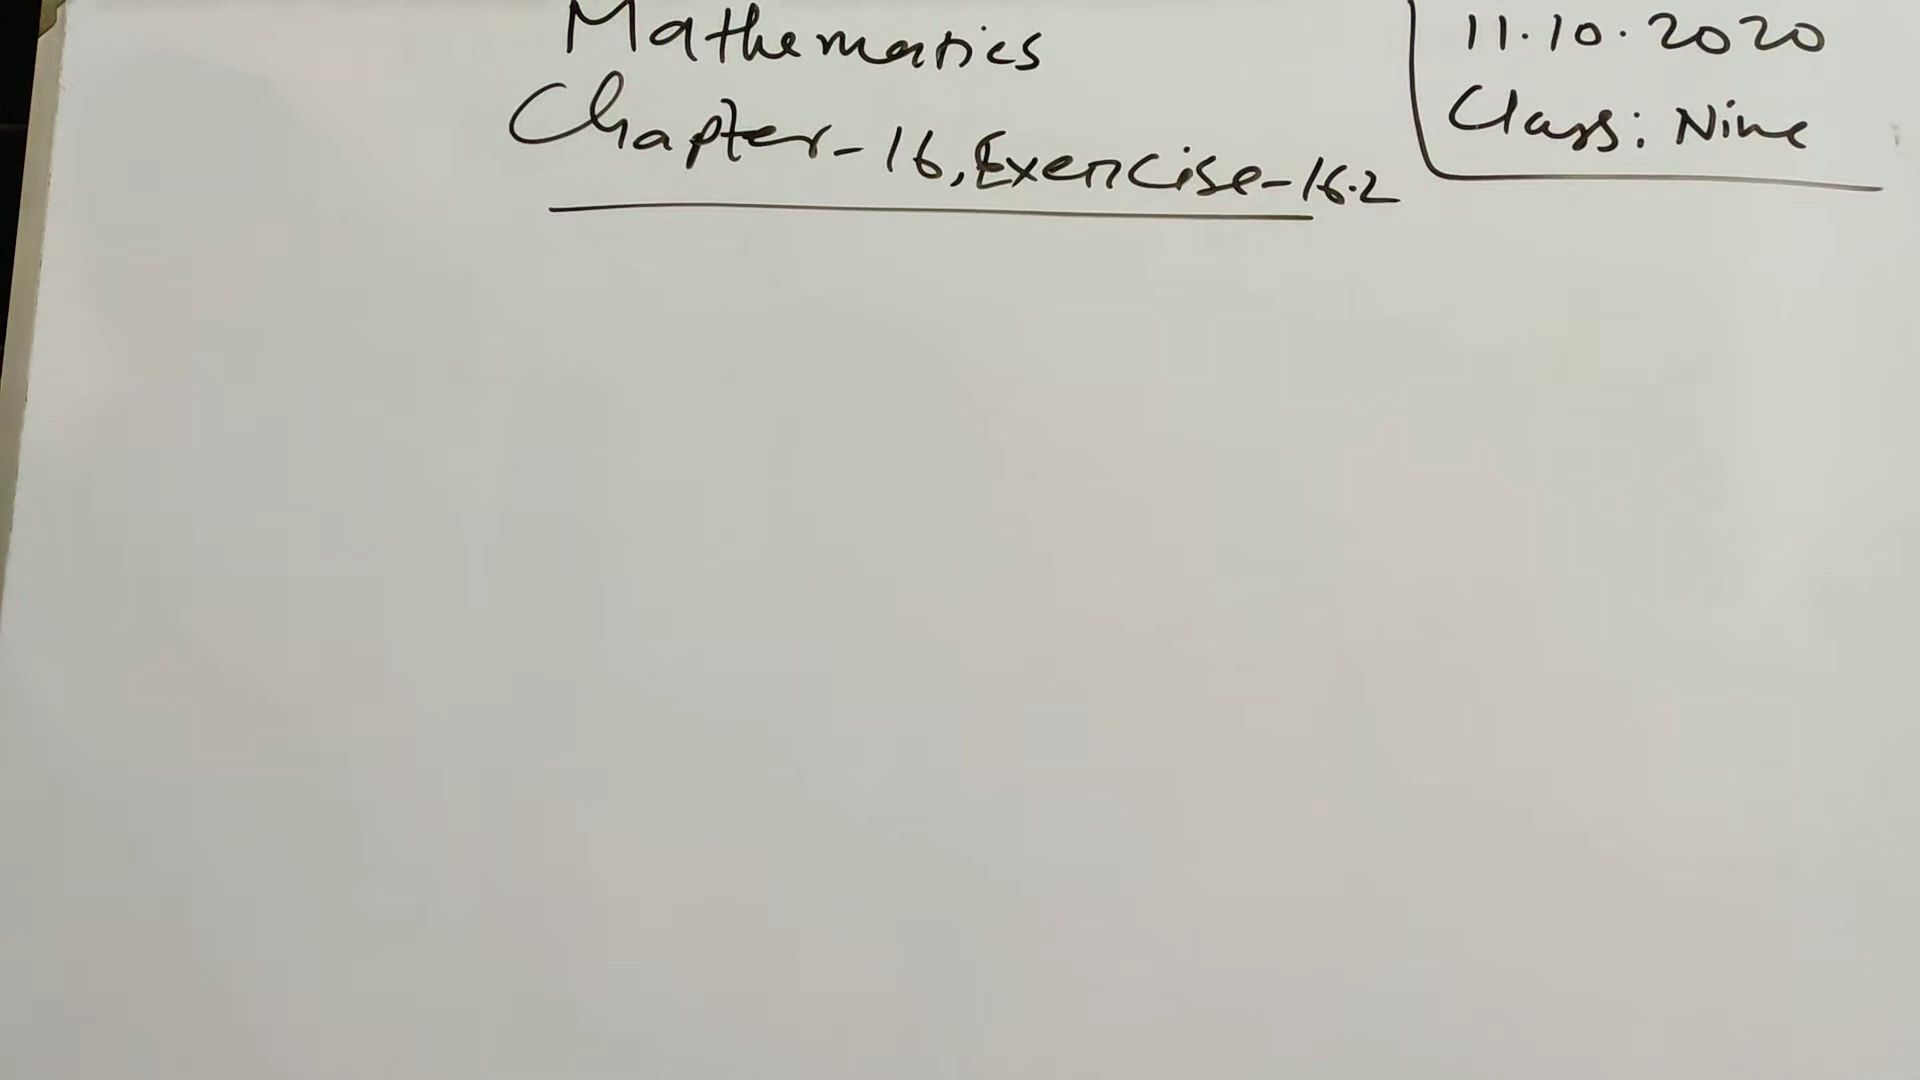 Mathematics
Chapter-16, Exercise-16.2
11.10.2020
Class: Nine